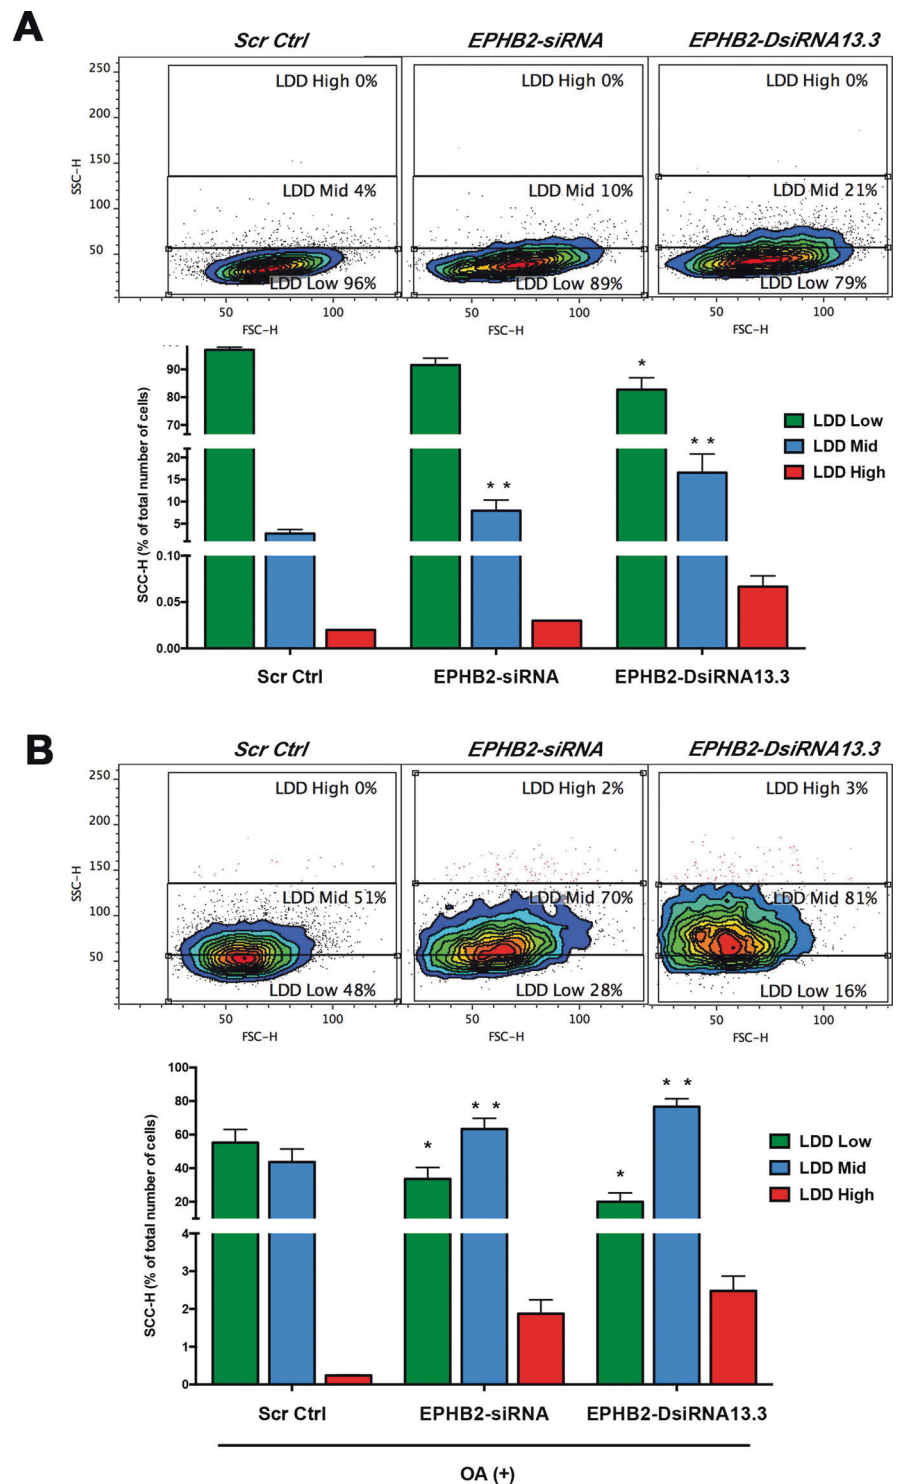 A
Scr Ctrl EPHB2-siRNA EPHB2-DsiRNA13.3
LDD High 0% LDD High 0% LDD High 0%
LDD Mid 4% LDD Mid 10% LDD Mid 21%
LDD Low 96% LDD Low 89% LDD Low 79%
SSC-H
250
200
150
100
50
50 100 50 100 50 100
FSC-H FSC-H FSC-H
SCC-H (% of total number of cells)
90
80
70
20
15
10
5
0.10
0.05
0.00
* * * * *
LDD Low
LDD Mid
LDD High
Scr Ctrl EPHB2-siRNA EPHB2-DsiRNA13.3
B
Scr Ctrl EPHB2-siRNA EPHB2-DsiRNA13.3
LDD High 0% LDD High 2% LDD High 3%
LDD Mid 51% LDD Mid 70% LDD Mid 81%
LDD Low 48% LDD Low 28% LDD Low 16%
SSC-H
250
200
150
100
50
50 100 50 100 50 100
FSC-H FSC-H FSC-H
SCC-H (% of total number of cells)
100
80
60
40
20
4
3
2
1
0
* * * * * *
LDD Low
LDD Mid
LDD High
Scr Ctrl EPHB2-siRNA EPHB2-DsiRNA13.3
OA (+)